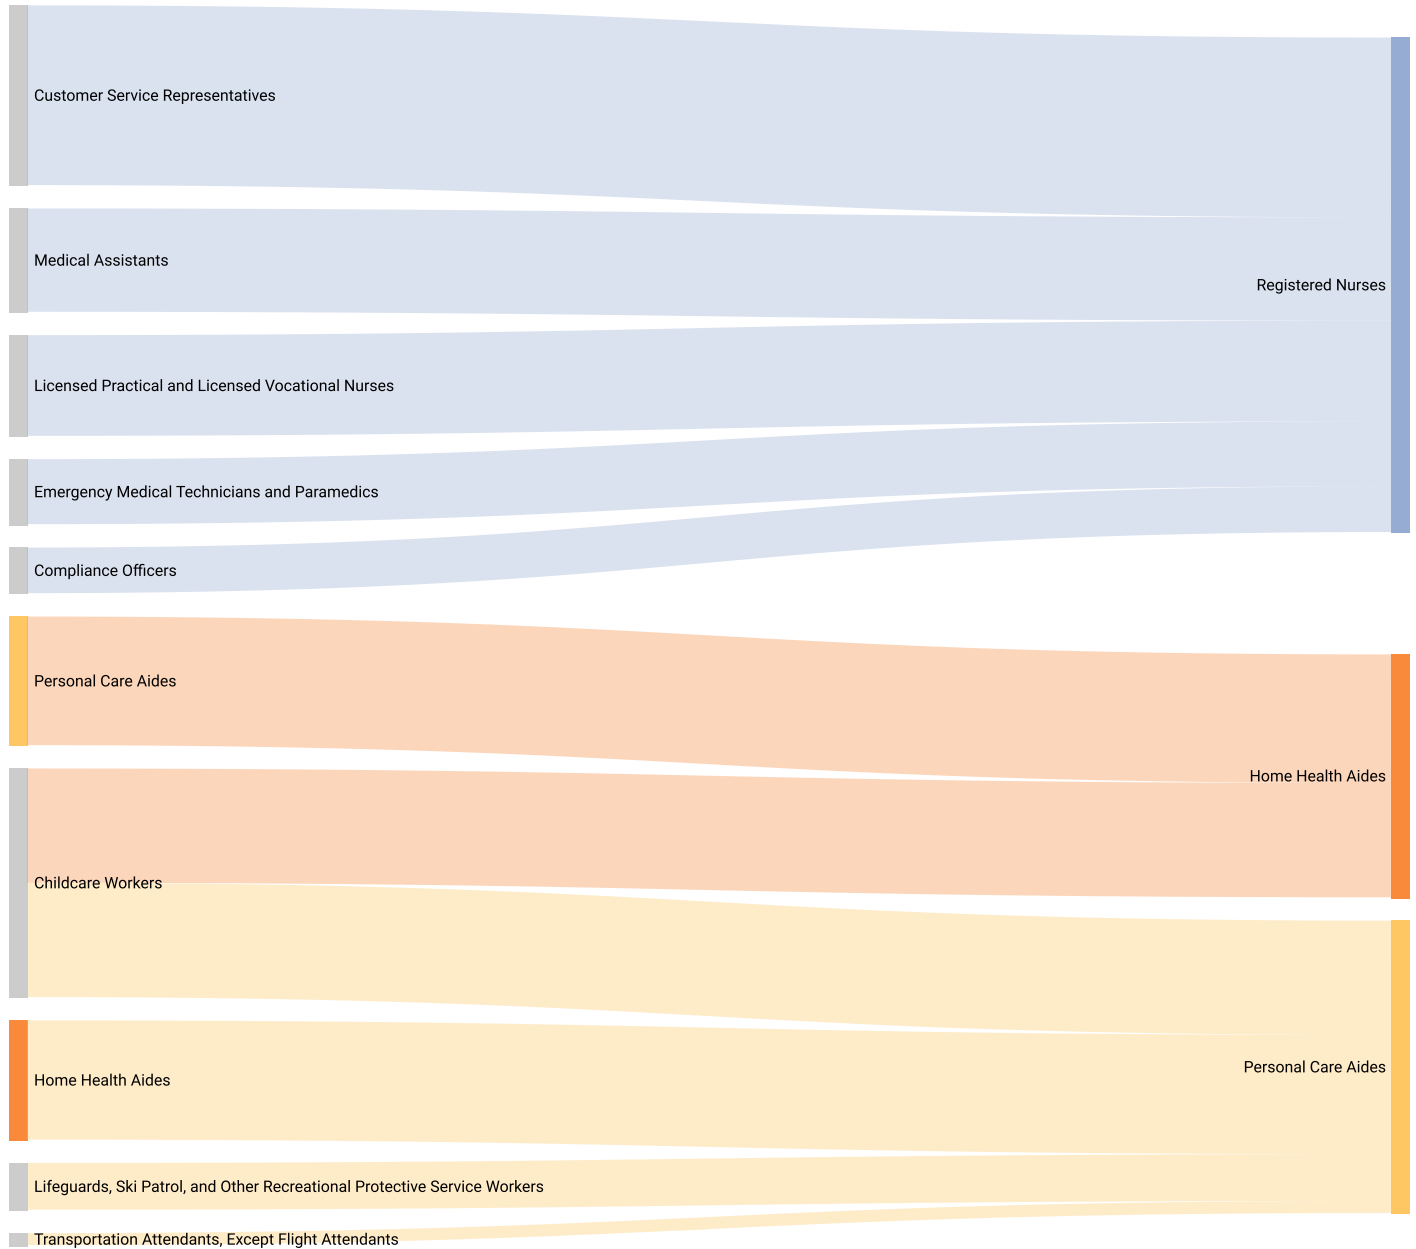 Customer Service Representatives
Medical Assistants
Registered Nurses
Licensed Practical and Licensed Vocational Nurses
Emergency Medical Technicians and Paramedics
Compliance Officers
Personal Care Aides
Home Health Aides
Childcare Workers
Personal Care Aides
Home Health Aides
Lifeguards, Ski Patrol, and Other Recreational Protective Service Workers
Transportation Attendants, Except Flight Attendants